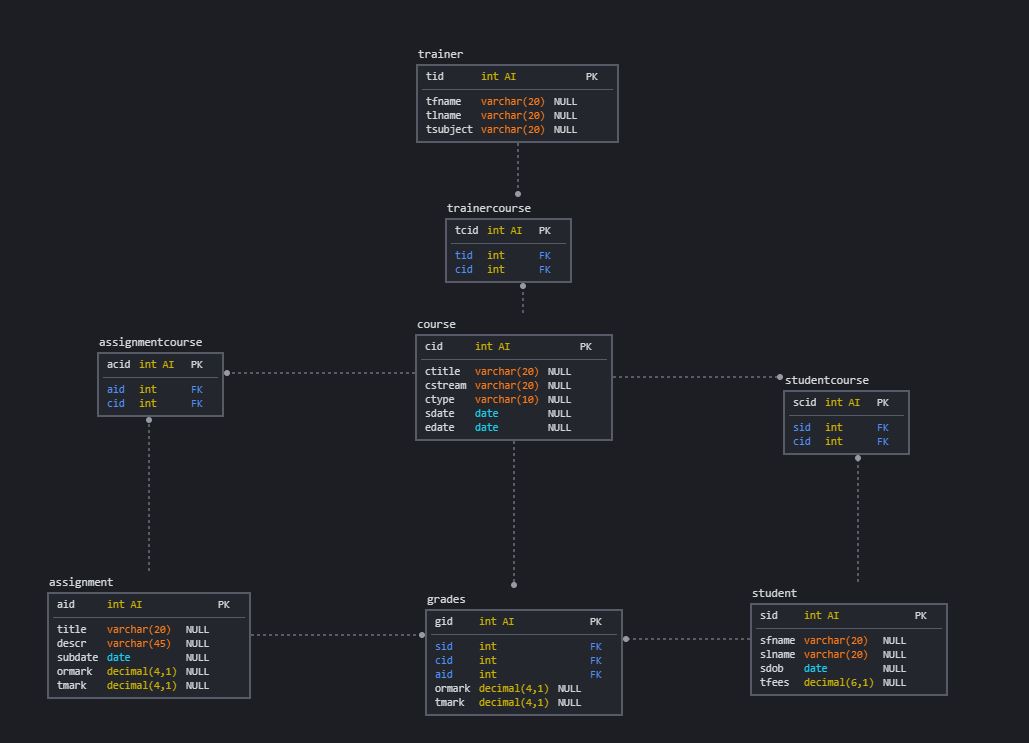 trainer
tid int AI PK
tfname varchar(20) NULL
tlname varchar(20) NULL
tsubject varchar(20) NULL
trainercourse
tcid int AI PK
tid int FK
cid int FK
course
cid int AI PK
ctitle varchar(20) NULL
cstream varchar(20) NULL
ctype varchar(10) NULL
sdate date NULL
edate date NULL
assignmentcourse
acid int AI PK
aid int FK
cid int FK
studentcourse
scid int AI PK
sid int FK
cid int FK
assignment
aid int AI PK
title varchar(20) NULL
descr varchar(45) NULL
subdate date NULL
ormark decimal(4,1) NULL
tmark decimal(4,1) NULL
grades
gid int AI PK
sid int FK
cid int FK
aid int FK
ormark decimal(4,1) NULL
tmark decimal(4,1) NULL
student
sid int AI PK
sfname varchar(20) NULL
slname varchar(20) NULL
sdob date NULL
tfees decimal(6,1) NULL